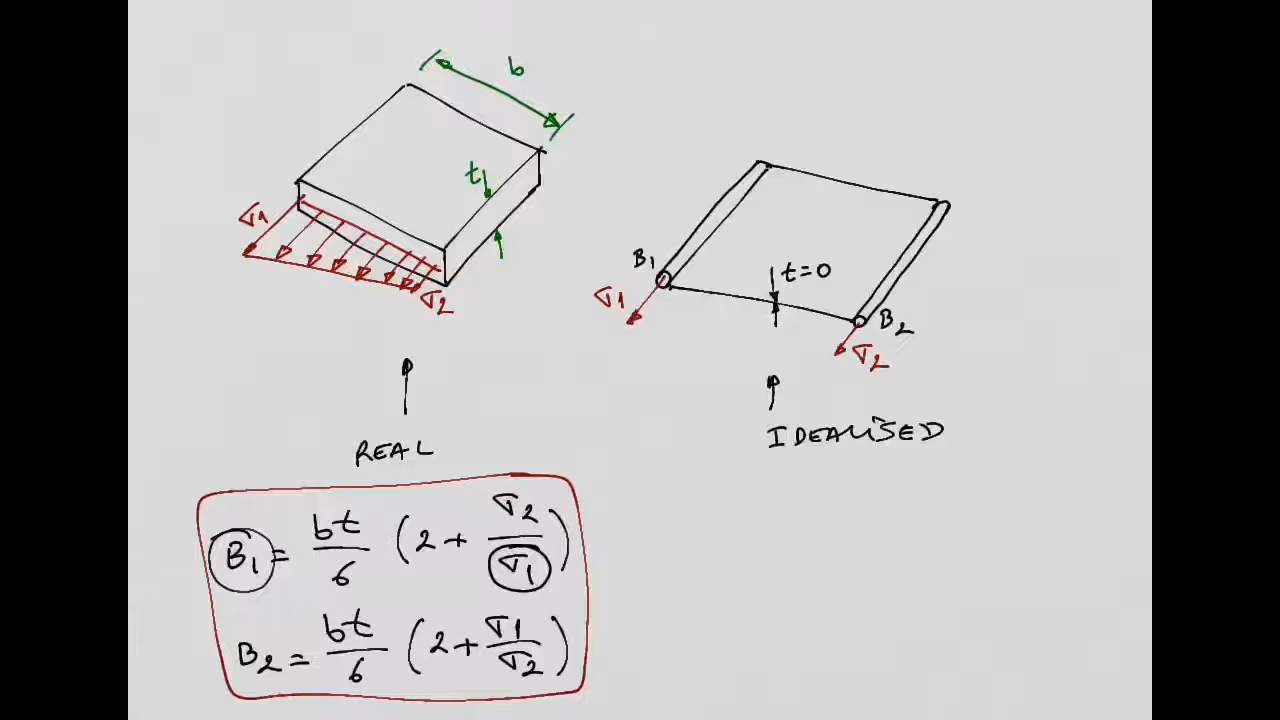 b
t
σ1
σ2
B1
t=0
σ1
B2
σ2
REAL
IDEALISED
B1 = bt/6 (2 + σ2/σ1)
B2 = bt/6 (2 + σ1/σ2)